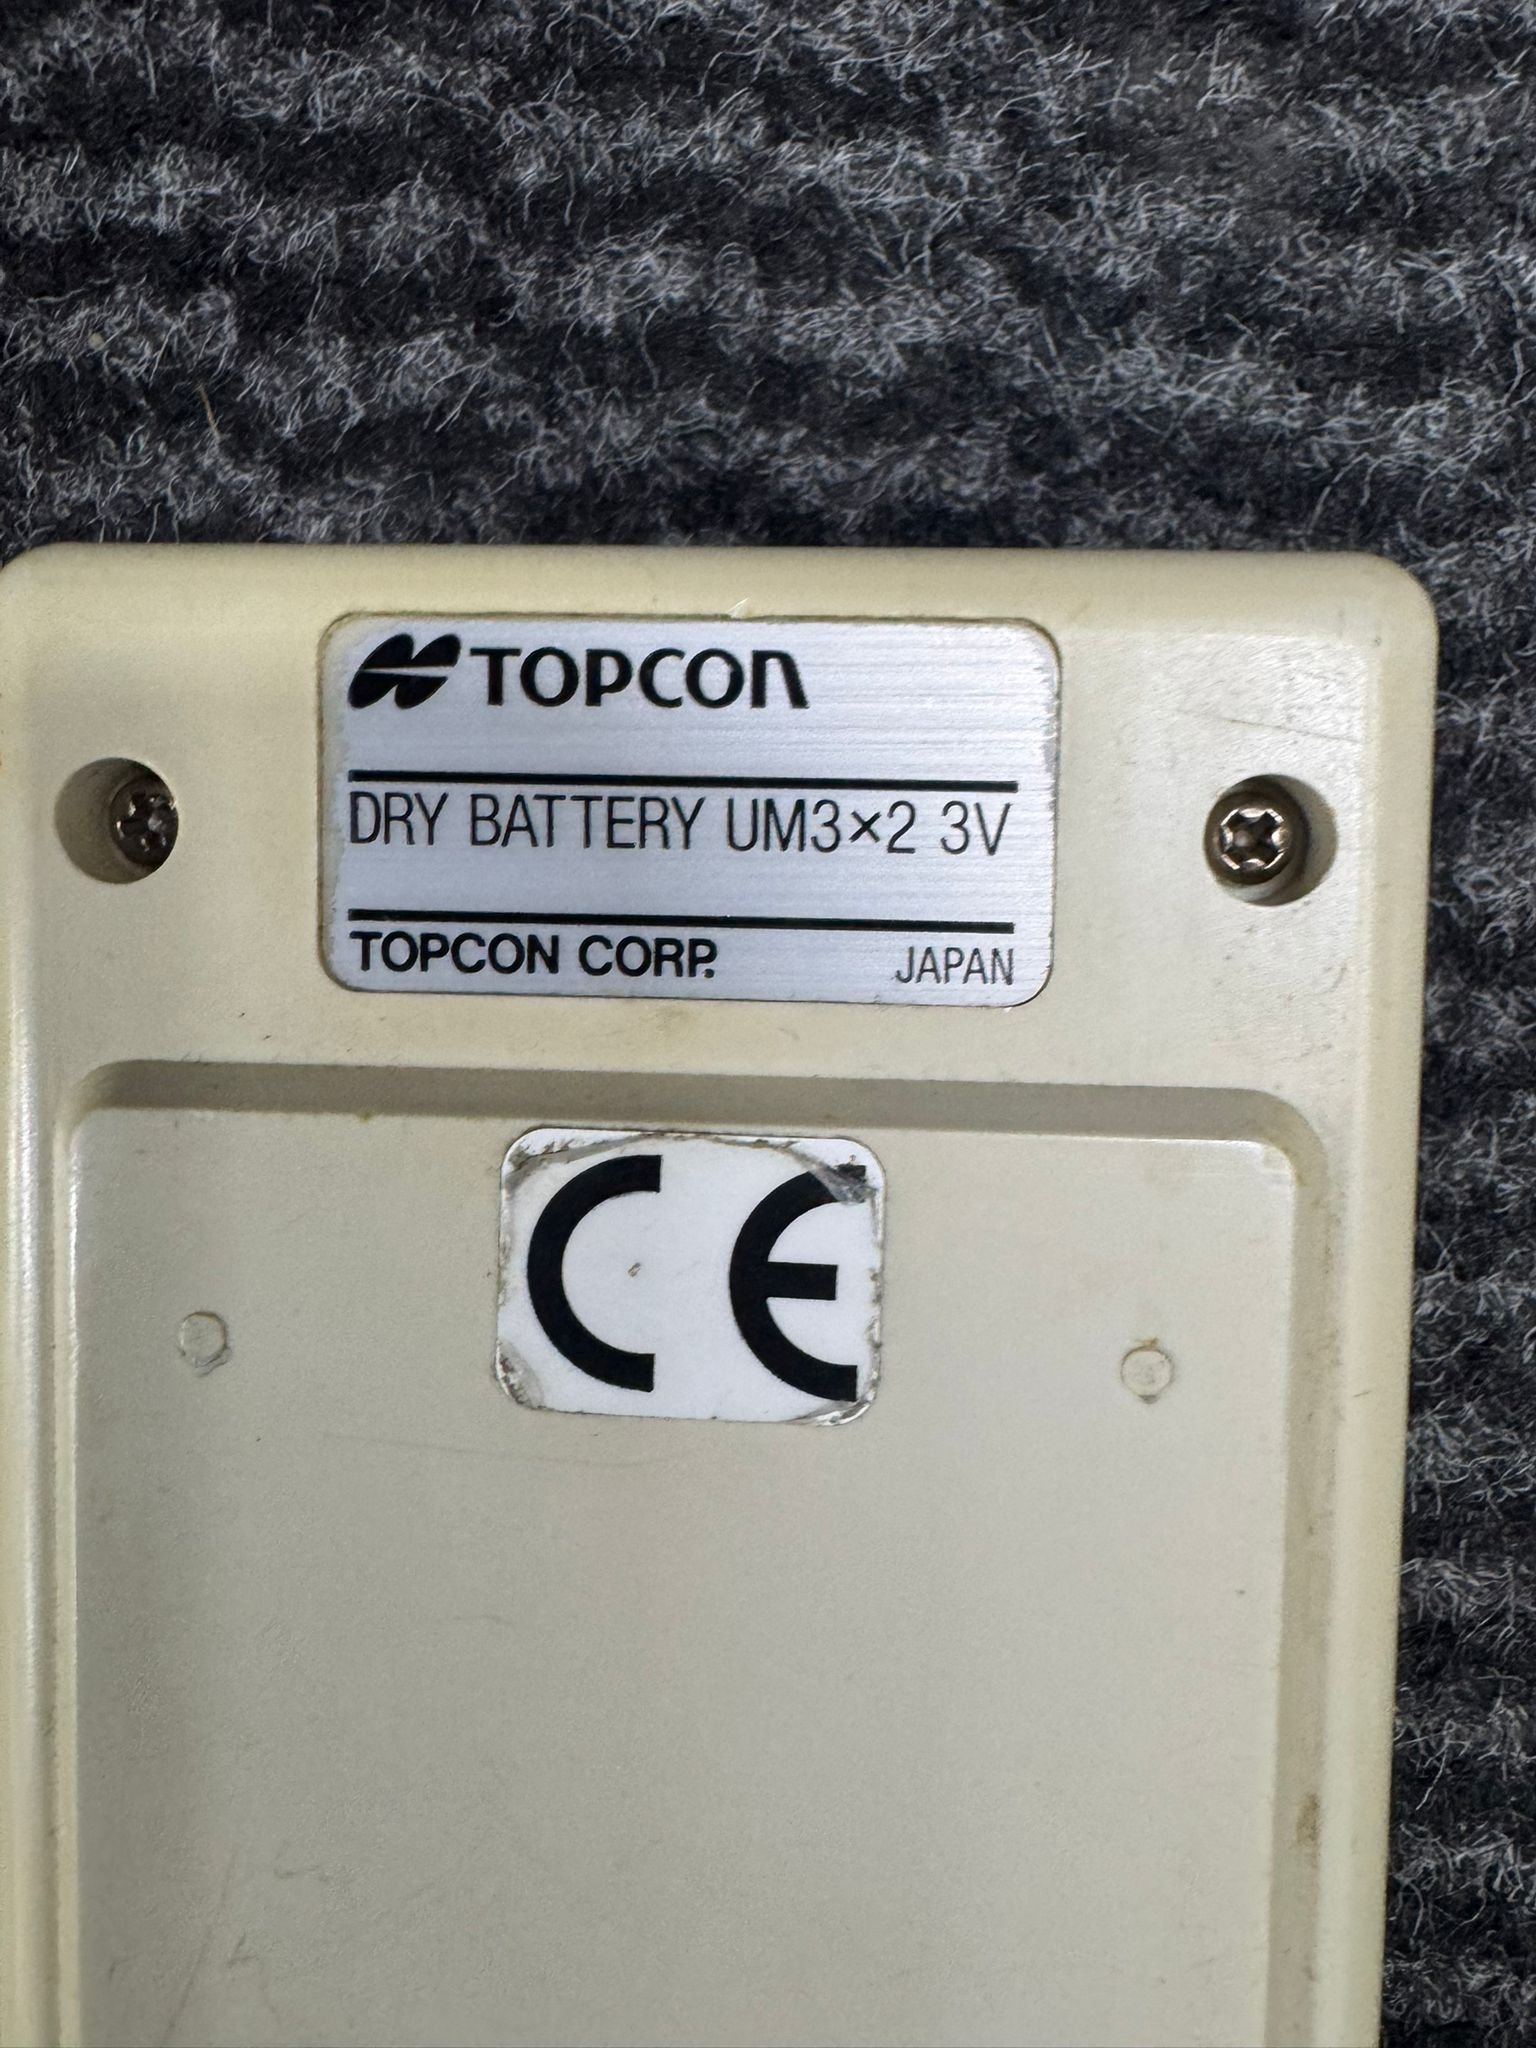 TOPCON
DRY BATTERY UM3×2 3V
TOPCON CORP. JAPAN
CE